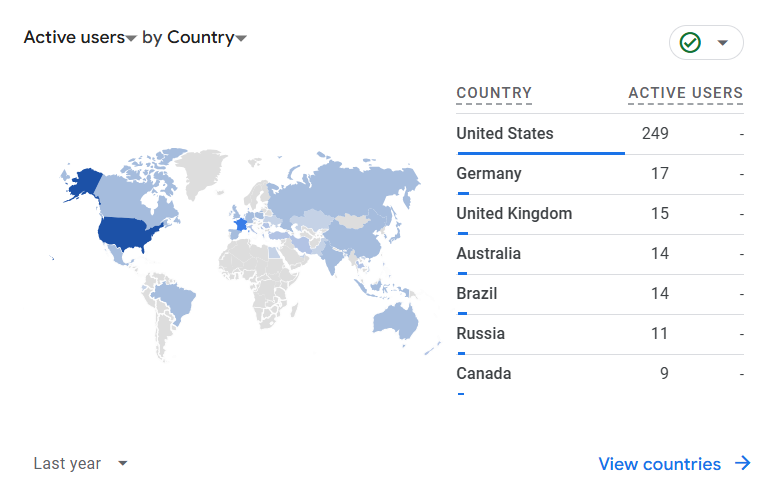 Active users by Country
COUNTRY ACTIVE USERS
United States 249 -
Germany 17 -
United Kingdom 15 -
Australia 14 -
Brazil 14 -
Russia 11 -
Canada 9 -
Last year View countries